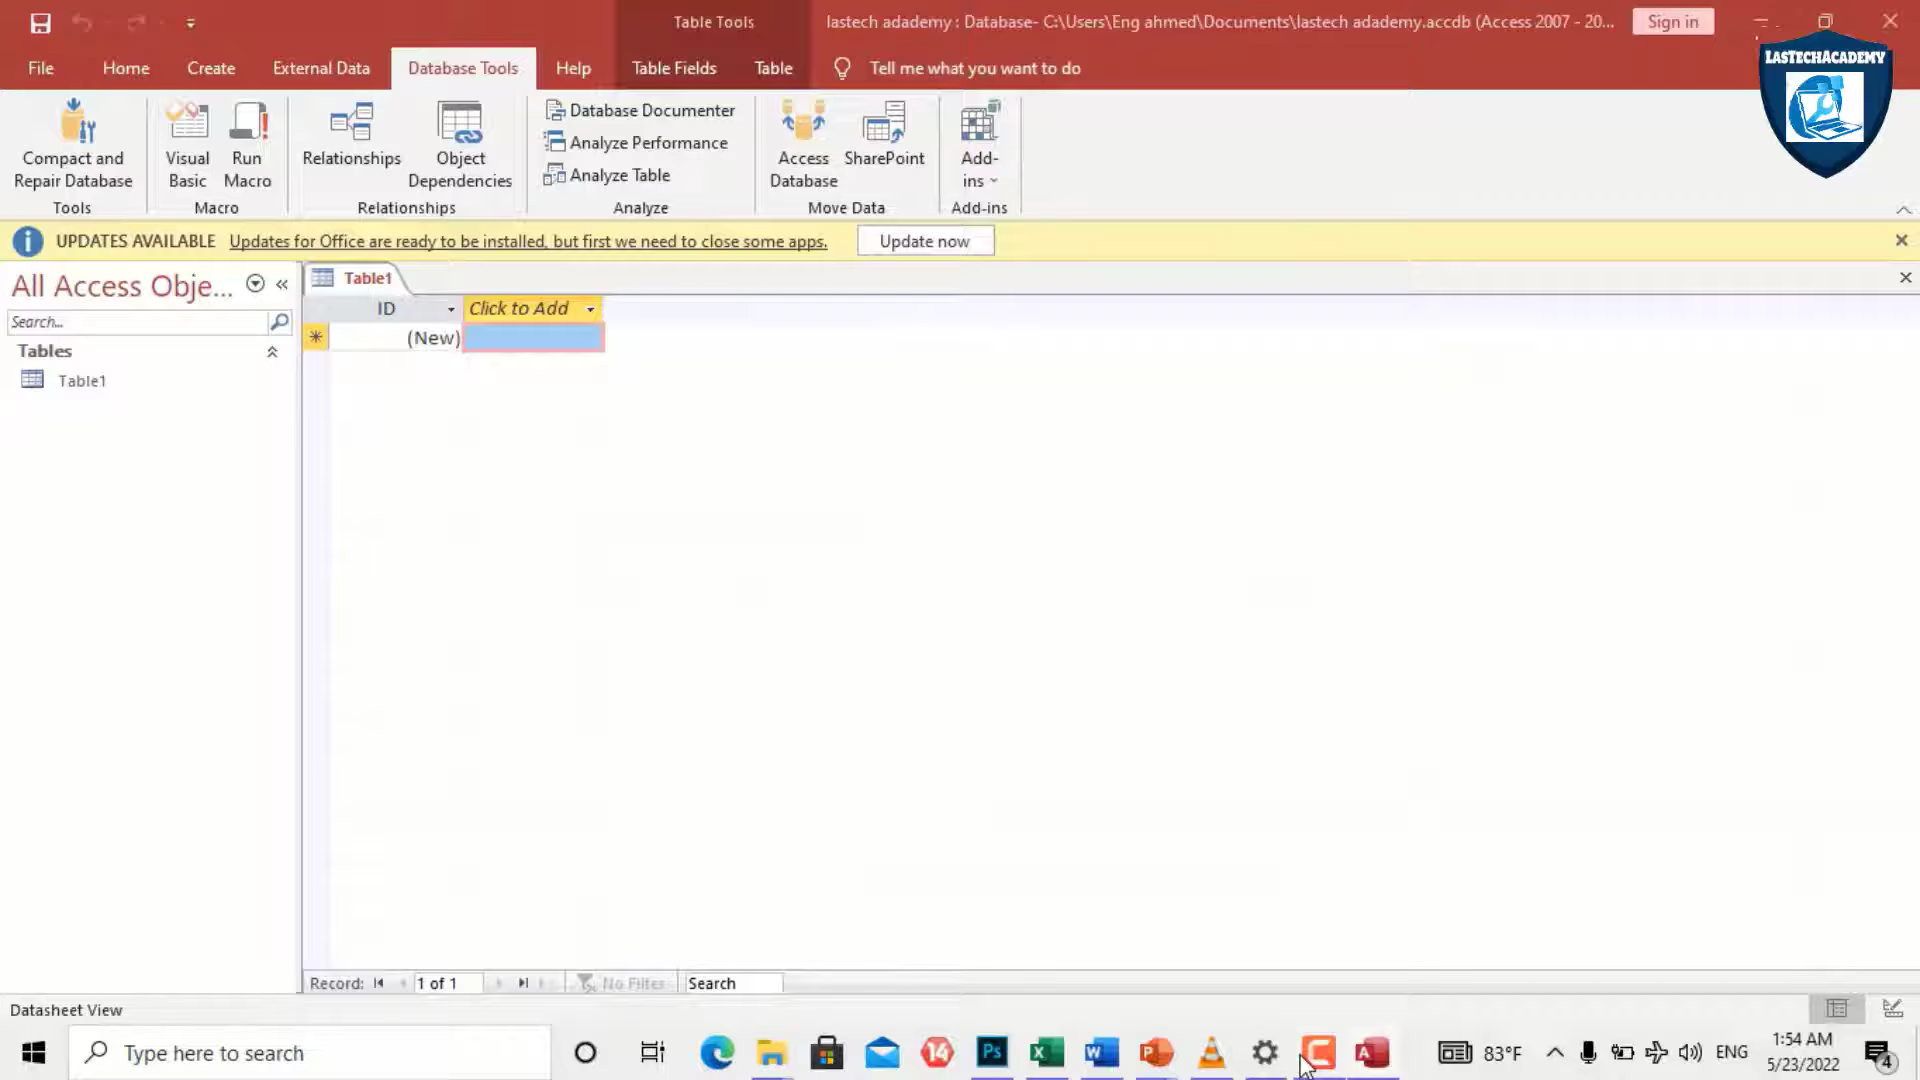 Table Tools
lastech adademy : Database- C:\Users\Eng ahmed\Documents\lastech adademy.accdb (Access 2007 - 20...
Sign in
File
Home
Create
External Data
Database Tools
Help
Table Fields
Table
Tell me what you want to do
LASTECHACADEMY
Compact and
Repair Database
Tools
Visual
Basic
Run
Macro
Macro
Relationships
Object
Dependencies
Relationships
Database Documenter
Analyze Performance
Analyze Table
Analyze
Access
Database
SharePoint
Move Data
Add-
ins
Add-ins
UPDATES AVAILABLE
Updates for Office are ready to be installed, but first we need to close some apps.
Update now
All Access Obje...
Search...
Tables
Table1
Table1
ID
Click to Add
(New)
Record:
1 of 1
No Filter
Search
Datasheet View
Type here to search
14
Ps
83°F
ENG
1:54 AM
5/23/2022
4